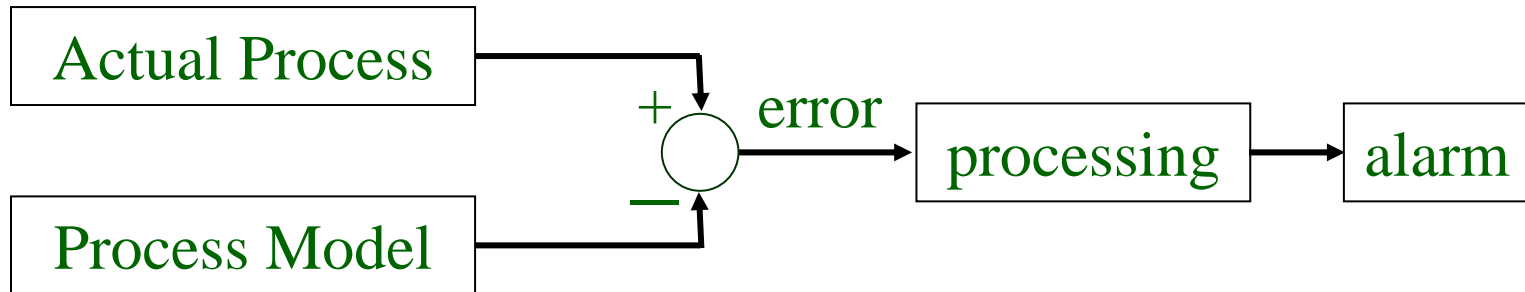 Actual Process
+
error
processing
alarm
−
Process Model